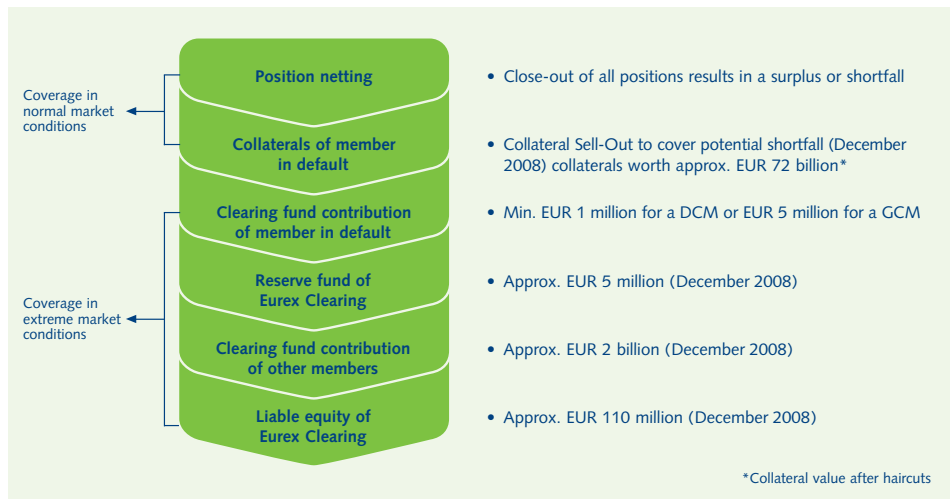 Position netting
• Close-out of all positions results in a surplus or shortfall
Coverage in
normal market
conditions
Collaterals of member
in default
• Collateral Sell-Out to cover potential shortfall (December
2008) collaterals worth approx. EUR 72 billion*
Clearing fund contribution
of member in default
• Min. EUR 1 million for a DCM or EUR 5 million for a GCM
Reserve fund of
Eurex Clearing
• Approx. EUR 5 million (December 2008)
Coverage in
extreme market
conditions
Clearing fund contribution
of other members
• Approx. EUR 2 billion (December 2008)
Liable equity of
Eurex Clearing
• Approx. EUR 110 million (December 2008)
*Collateral value after haircuts